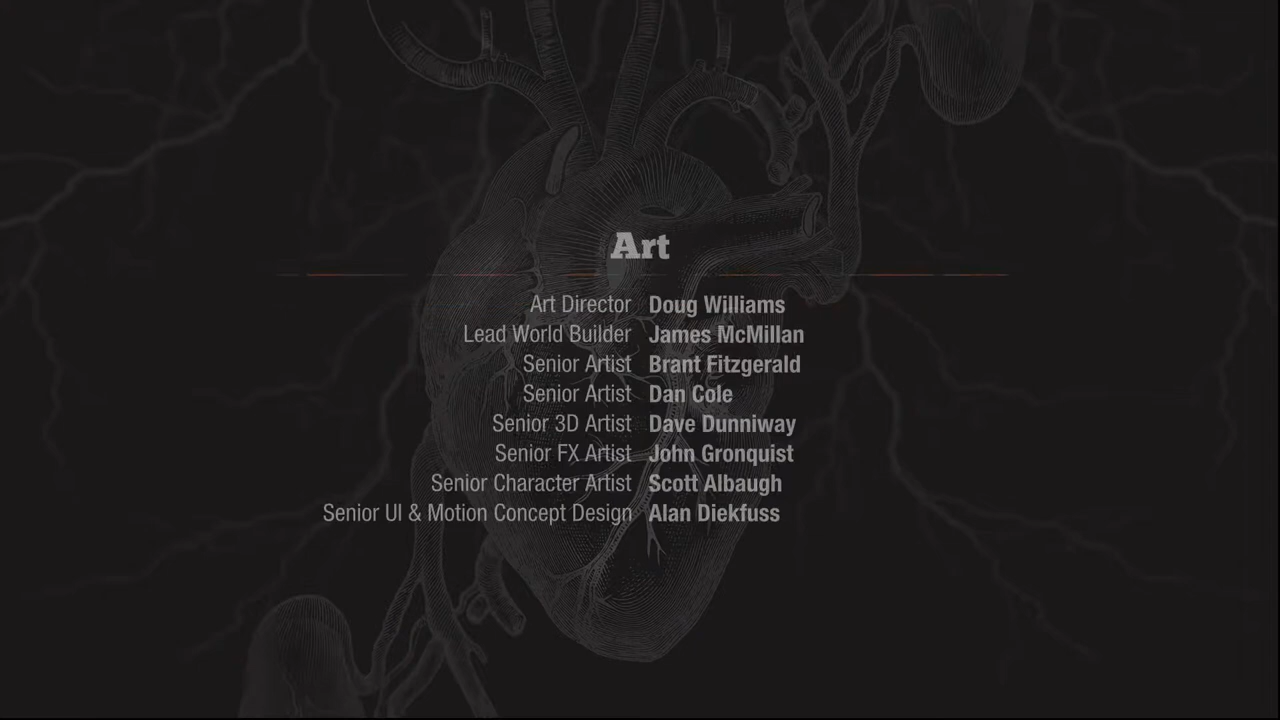 Art
Art Director Doug Williams
Lead World Builder James McMillan
Senior Artist Brant Fitzgerald
Senior Artist Dan Cole
Senior 3D Artist Dave Dunniway
Senior FX Artist John Gronquist
Senior Character Artist Scott Albaugh
Senior UI & Motion Concept Design Alan Diekfuss